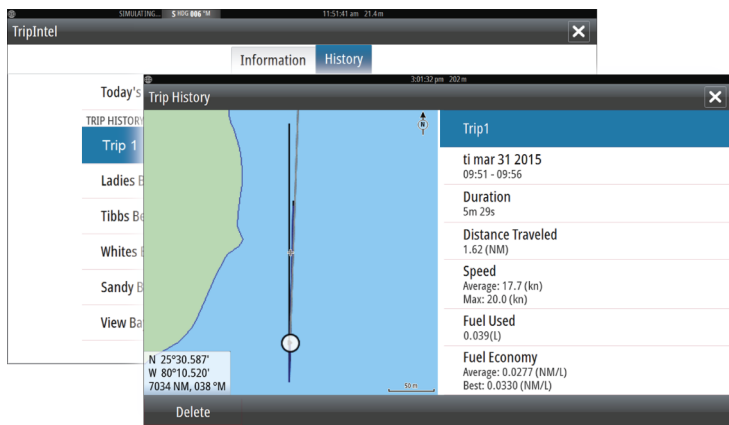 SIMULATING... S HDG 006 °M 11:51:41 am 21.4 m
TripIntel
Information History
Today's
TRIP HISTORY
Trip 1
Ladies B
Tibbs Be
Whites B
Sandy B
View Ba
3:01:32 pm 202 m
Trip History
N
Trip1
ti mar 31 2015
09:51 - 09:56
Duration
5m 29s
Distance Traveled
1.62 (NM)
Speed
Average: 17.7 (kn)
Max: 20.0 (kn)
Fuel Used
0.039(L)
Fuel Economy
Average: 0.0277 (NM/L)
Best: 0.0330 (NM/L)
N 25°30.587'
W 80°10.520'
7034 NM, 038 °M
50 m
Delete